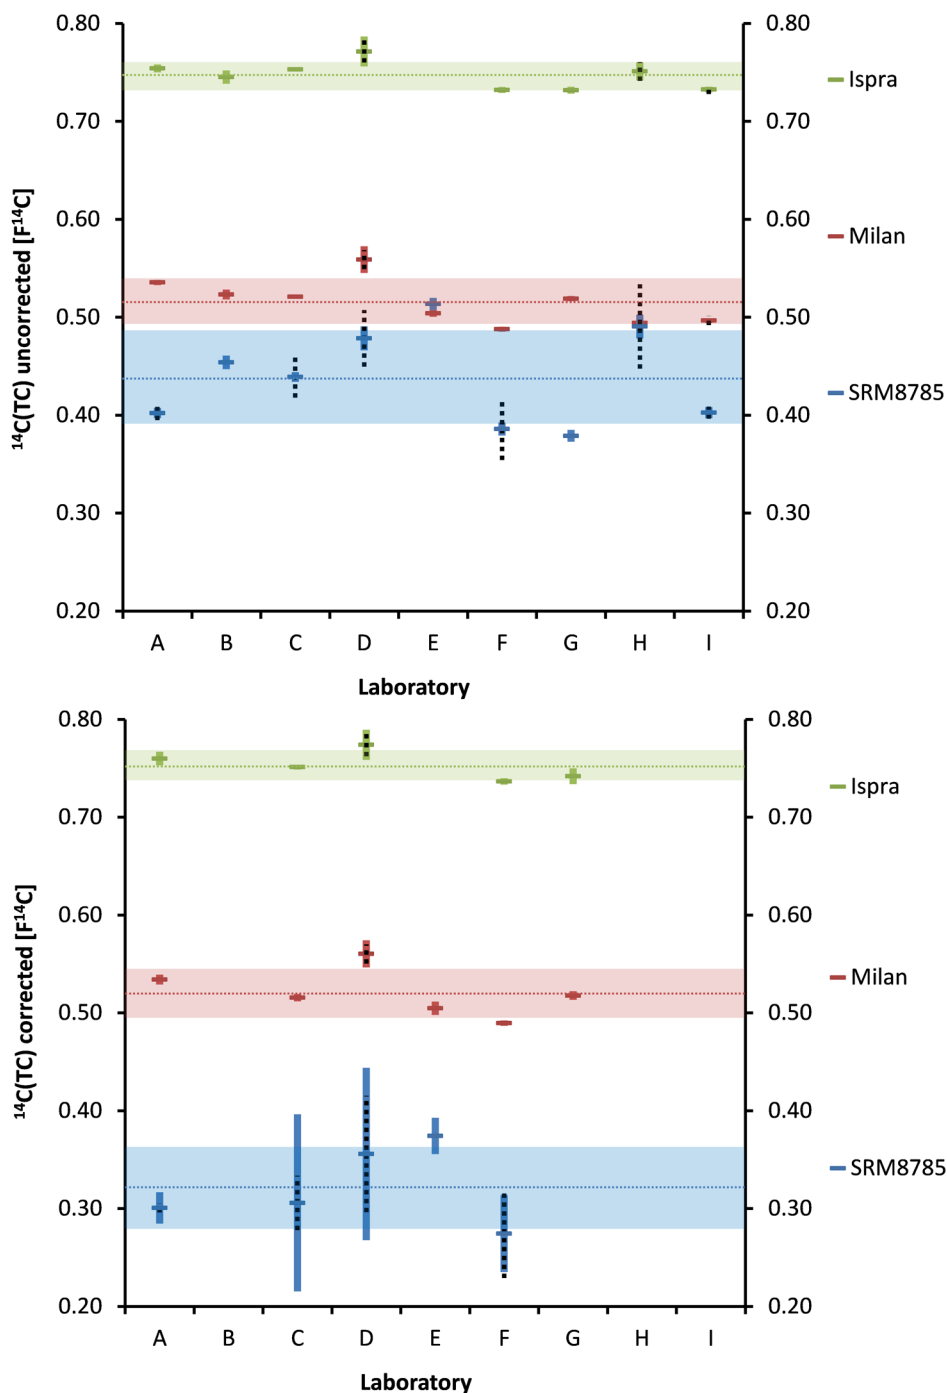 0.80 0.80
Ispra
0.70 0.70
0.60 0.60
Milan
0.50 0.50
SRM8785
0.40 0.40
0.30 0.30
0.20 0.20
¹⁴C(TC) uncorrected [F¹⁴C]
A B C D E F G H I
Laboratory
0.80 0.80
Ispra
0.70 0.70
0.60 0.60
Milan
0.50 0.50
0.40 0.40
SRM8785
0.30 0.30
0.20 0.20
¹⁴C(TC) corrected [F¹⁴C]
A B C D E F G H I
Laboratory